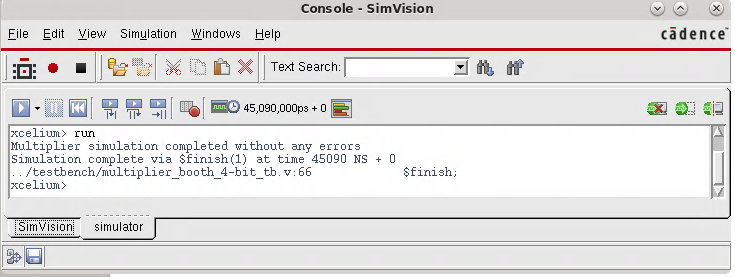 Console - SimVision
File Edit View Simulation Windows Help cādence
Text Search:
45,090,000ps + 0
xcelium> run
Multiplier simulation completed without any errors
Simulation complete via $finish(1) at time 45090 NS + 0
../testbench/multiplier_booth_4-bit_tb.v:66 $finish;
xcelium>
SimVision simulator